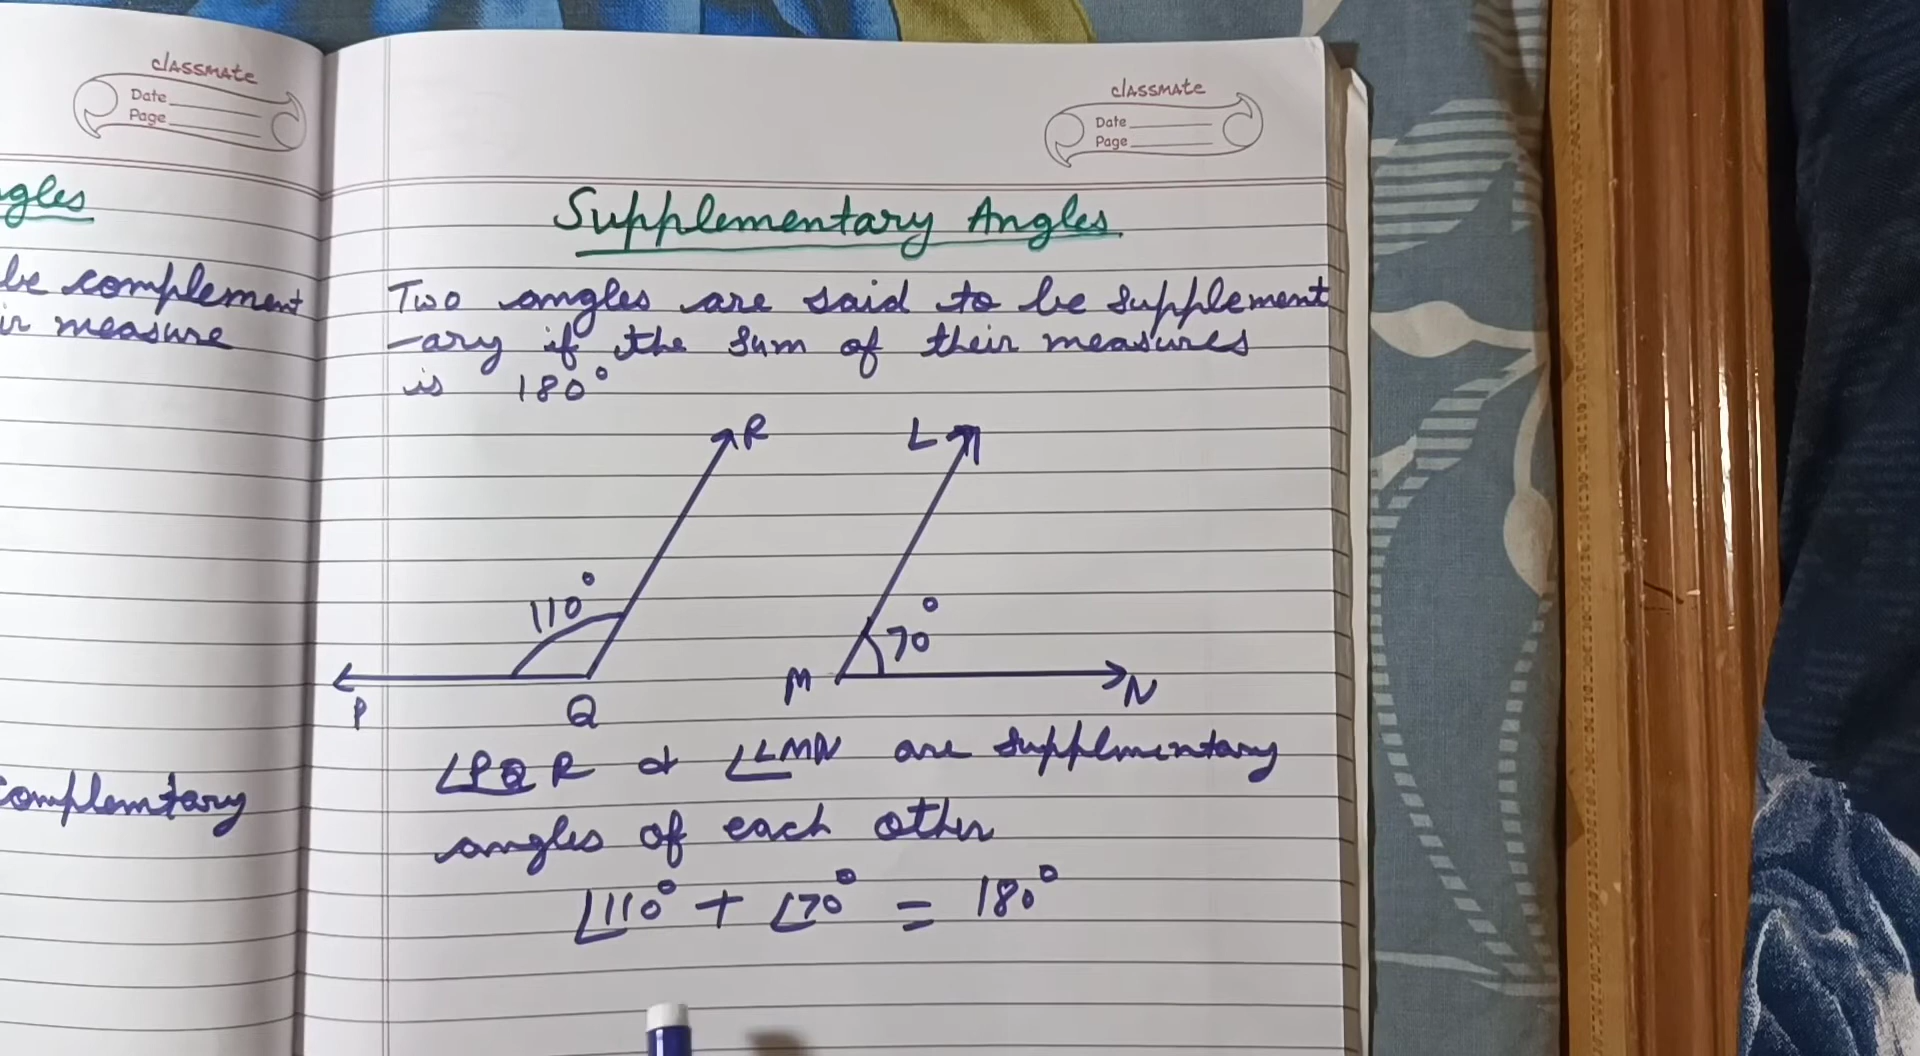 classmate
Date
Page
gles
be complement
ir measure
complemtary
classmate
Date
Page
Supplementary Angles
Two angles are said to be supplement
-ary if the sum of their measures
is 180°
R
L
110°
70°
P
Q
M
N
∠PQR & ∠LMN are supplmentary
angles of each other
∠110° + ∠70° = 180°